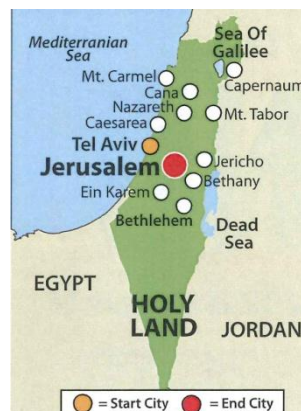 Mediterranean
Sea
Sea Of
Galilee
Mt. Carmel
Capernaum
Cana
Nazareth
Mt. Tabor
Caesarea
Tel Aviv
Jerusalem
Jericho
Bethany
Ein Karem
Bethlehem
Dead
Sea
EGYPT
HOLY
LAND
JORDAN
= Start City
= End City